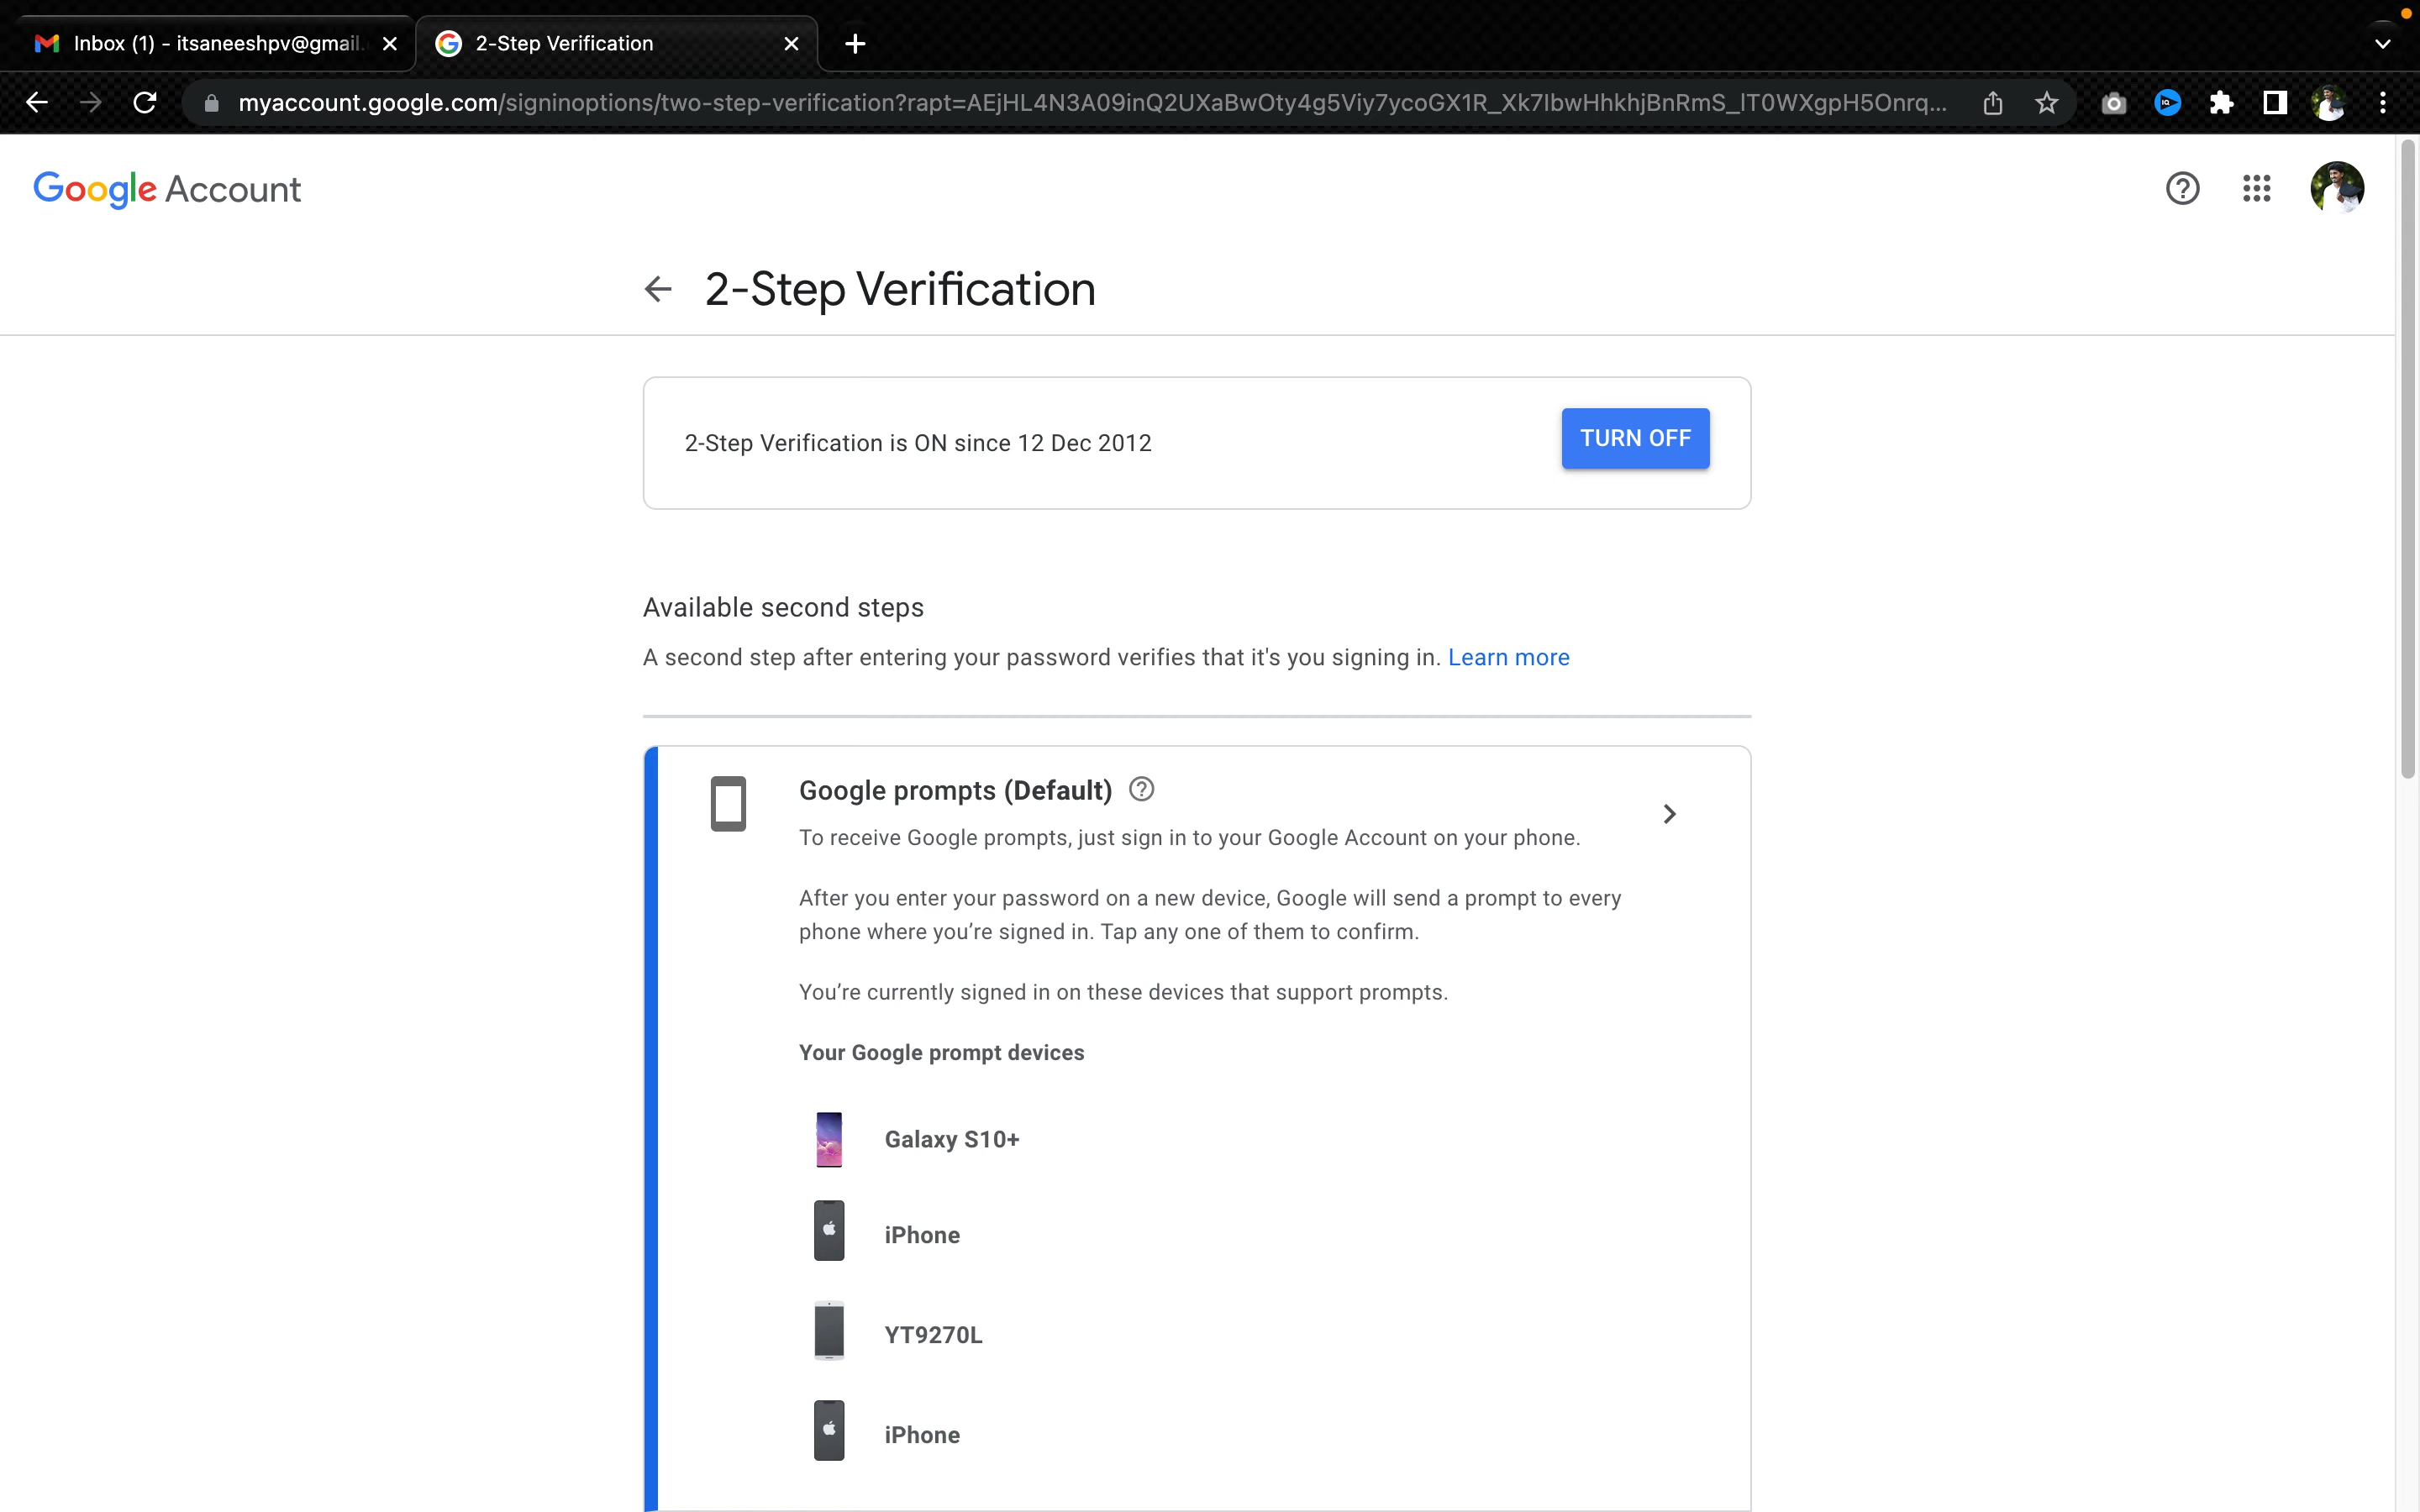 Inbox (1) - itsaneeshpv@gmail.
2-Step Verification
myaccount.google.com/signinoptions/two-step-verification?rapt=AEjHL4N3A09inQ2UXaBwOty4g5Viy7ycoGX1R_Xk7IbwHhkhjBnRmS_lT0WXgpH5Onrq...
Google Account
2-Step Verification
2-Step Verification is ON since 12 Dec 2012
TURN OFF
Available second steps
A second step after entering your password verifies that it's you signing in. Learn more
Google prompts (Default)
To receive Google prompts, just sign in to your Google Account on your phone.
After you enter your password on a new device, Google will send a prompt to every
phone where you’re signed in. Tap any one of them to confirm.
You’re currently signed in on these devices that support prompts.
Your Google prompt devices
Galaxy S10+
iPhone
YT9270L
iPhone